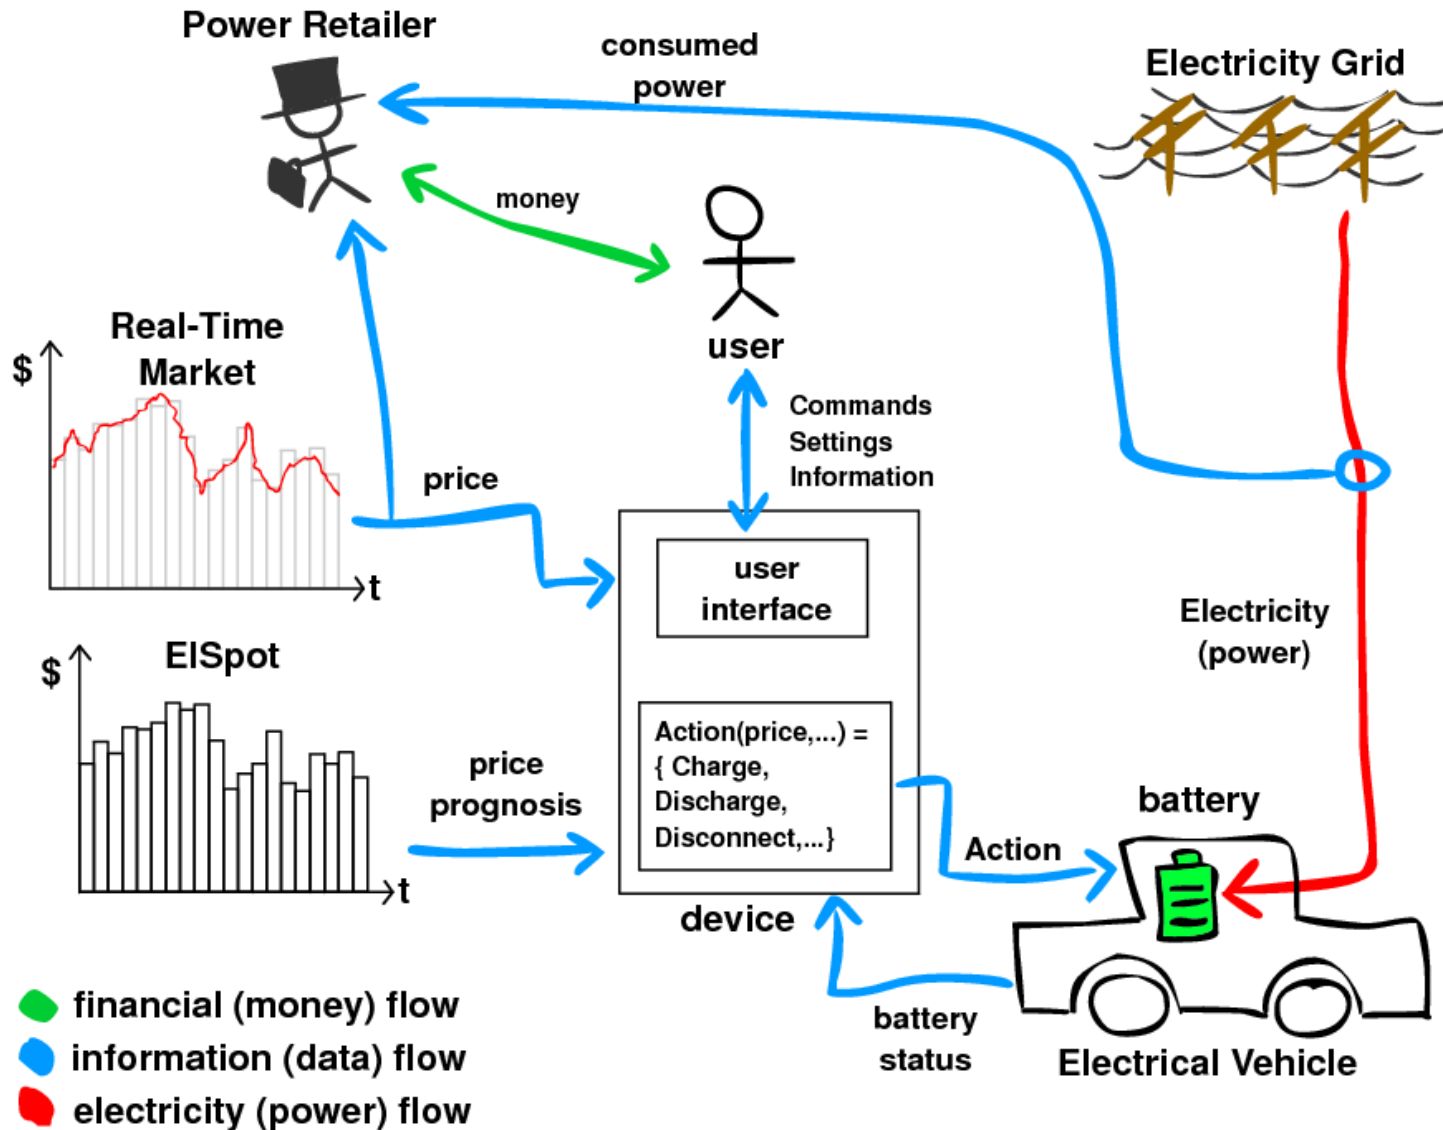 Power Retailer
consumed
power
Electricity Grid
money
user
Real-Time
Market
$
t
price
Commands
Settings
Information
user
interface
Electricity
(power)
ElSpot
$
t
price
prognosis
Action(price,...) =
{ Charge,
Discharge,
Disconnect,...}
device
Action
battery
battery
status
Electrical Vehicle
financial (money) flow
information (data) flow
electricity (power) flow